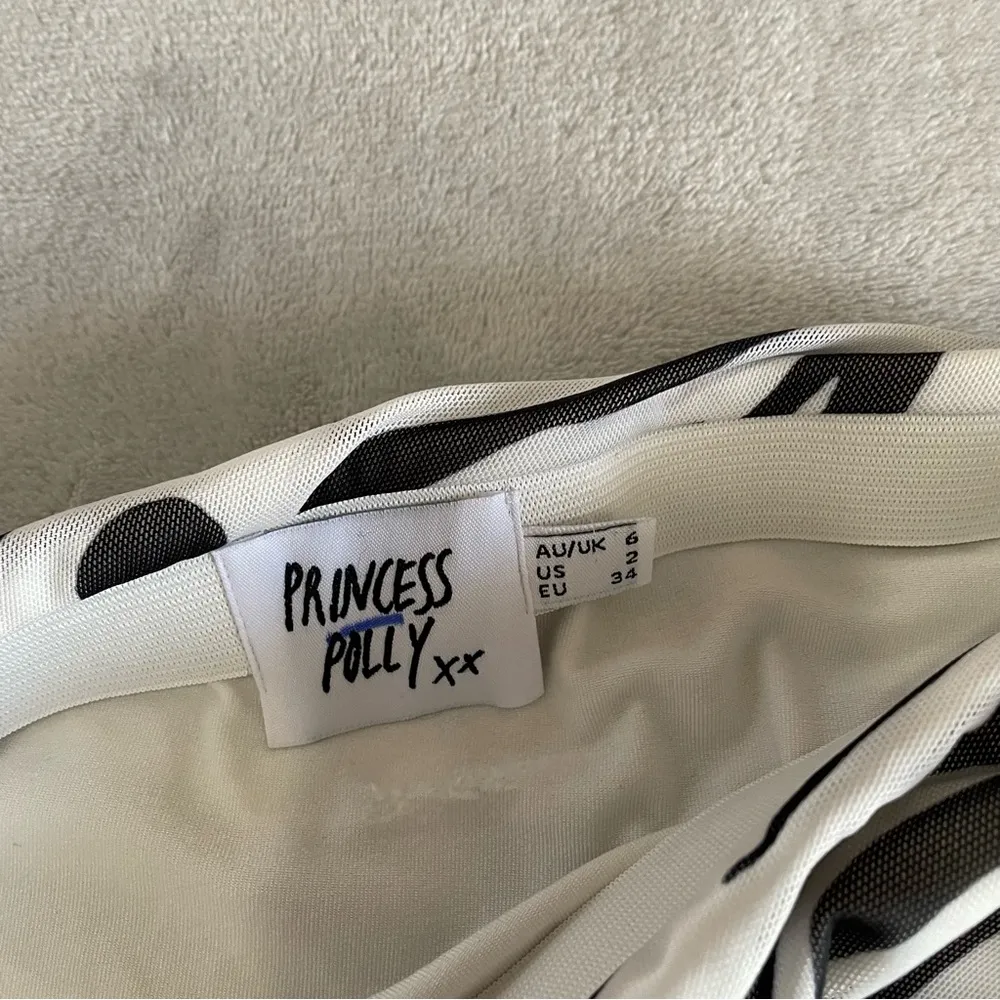 PRINCESS
POLLY xx
AU/UK 6
US 2
EU 34